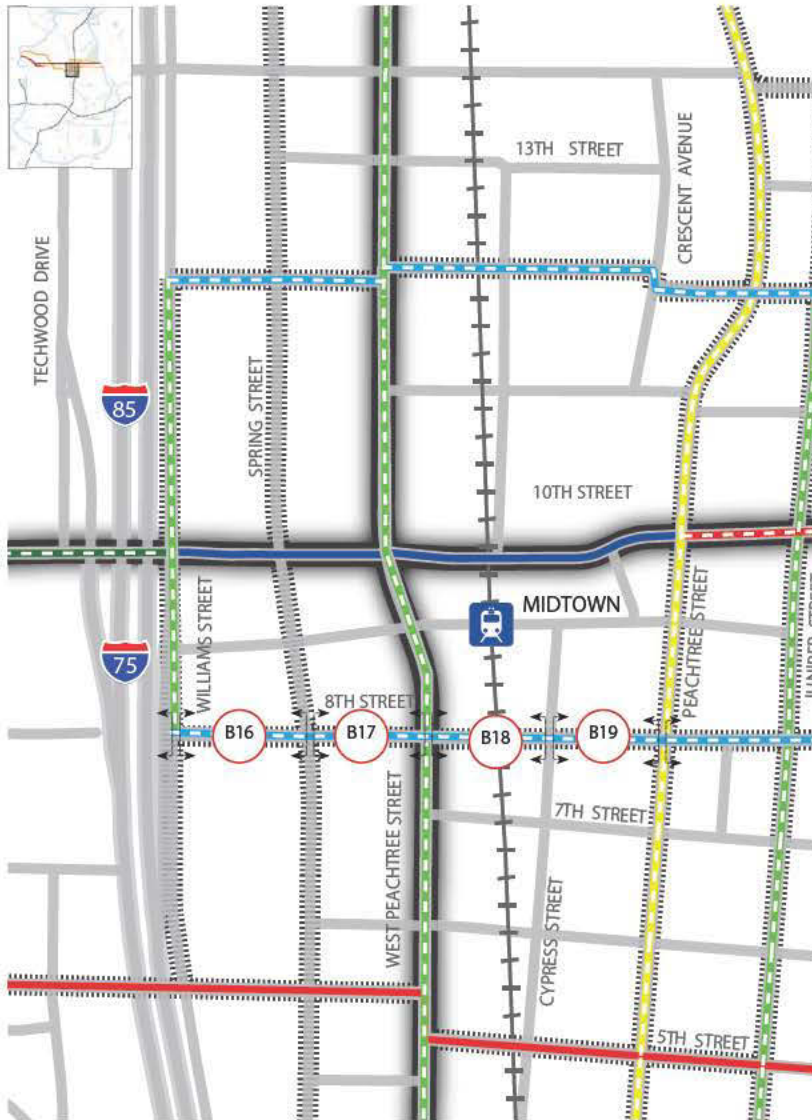 13TH STREET
CRESCENT AVENUE
TECHWOOD DRIVE
85
SPRING STREET
10TH STREET
MIDTOWN
75
WILLIAMS STREET
PEACHTREE STREET
8TH STREET
B16
B17
B18
B19
7TH STREET
WEST PEACHTREE STREET
CYPRESS STREET
5TH STREET